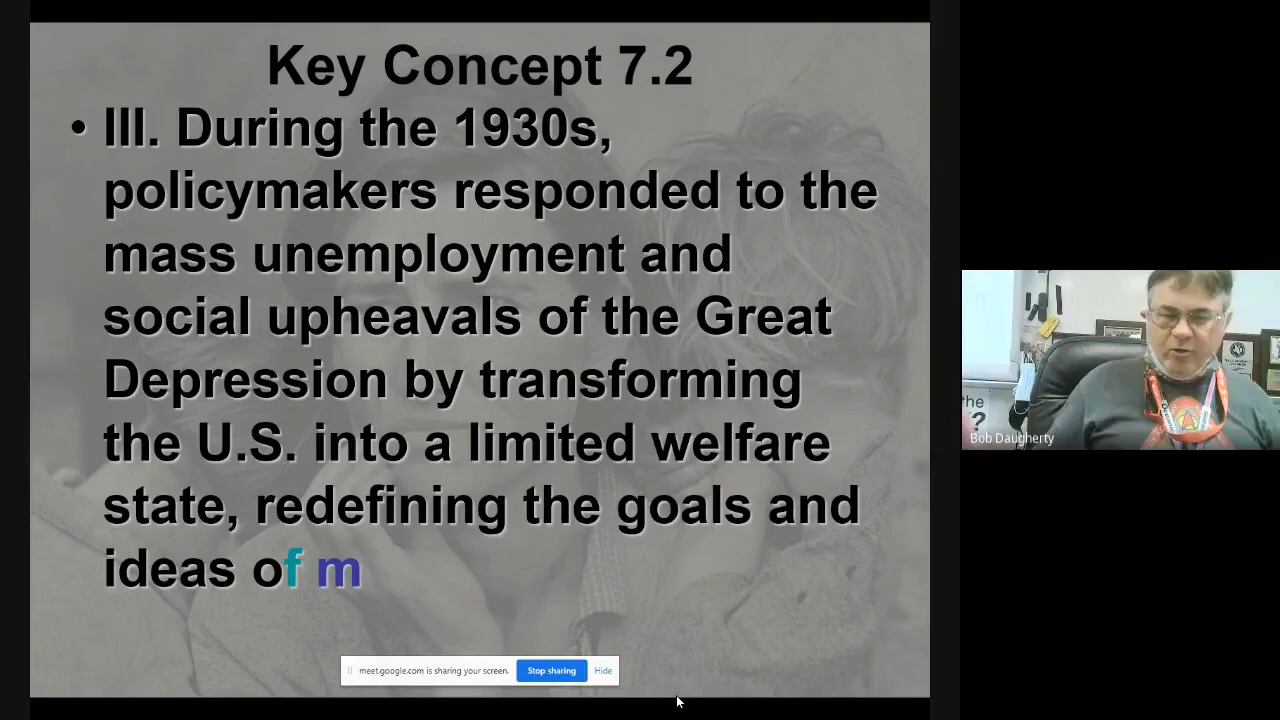 Key Concept 7.2
• III. During the 1930s,
policymakers responded to the
mass unemployment and
social upheavals of the Great
Depression by transforming
the U.S. into a limited welfare
state, redefining the goals and
ideas of m
meet.google.com is sharing your screen.
Stop sharing
Hide
the
?
Bob Daugherty